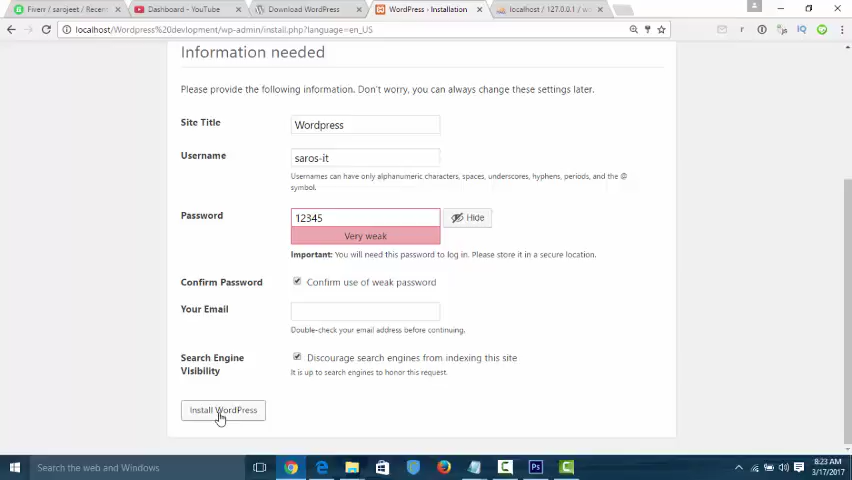 Fiverr / sarojeet / Recen
Dashboard - YouTube
Download WordPress
WordPress › Installation
localhost / 127.0.0.1 / wo
localhost/Wordpress%20devlopment/wp-admin/install.php?language=en_US
Information needed
Please provide the following information. Don't worry, you can always change these settings later.
Site Title
Wordpress
Username
saros-it
Usernames can have only alphanumeric characters, spaces, underscores, hyphens, periods, and the @
symbol.
Password
12345
Hide
Very weak
Important: You will need this password to log in. Please store it in a secure location.
Confirm Password
Confirm use of weak password
Your Email
Double-check your email address before continuing.
Search Engine
Visibility
Discourage search engines from indexing this site
It is up to search engines to honor this request.
Install WordPress
Search the web and Windows
8:23 AM
3/17/2017